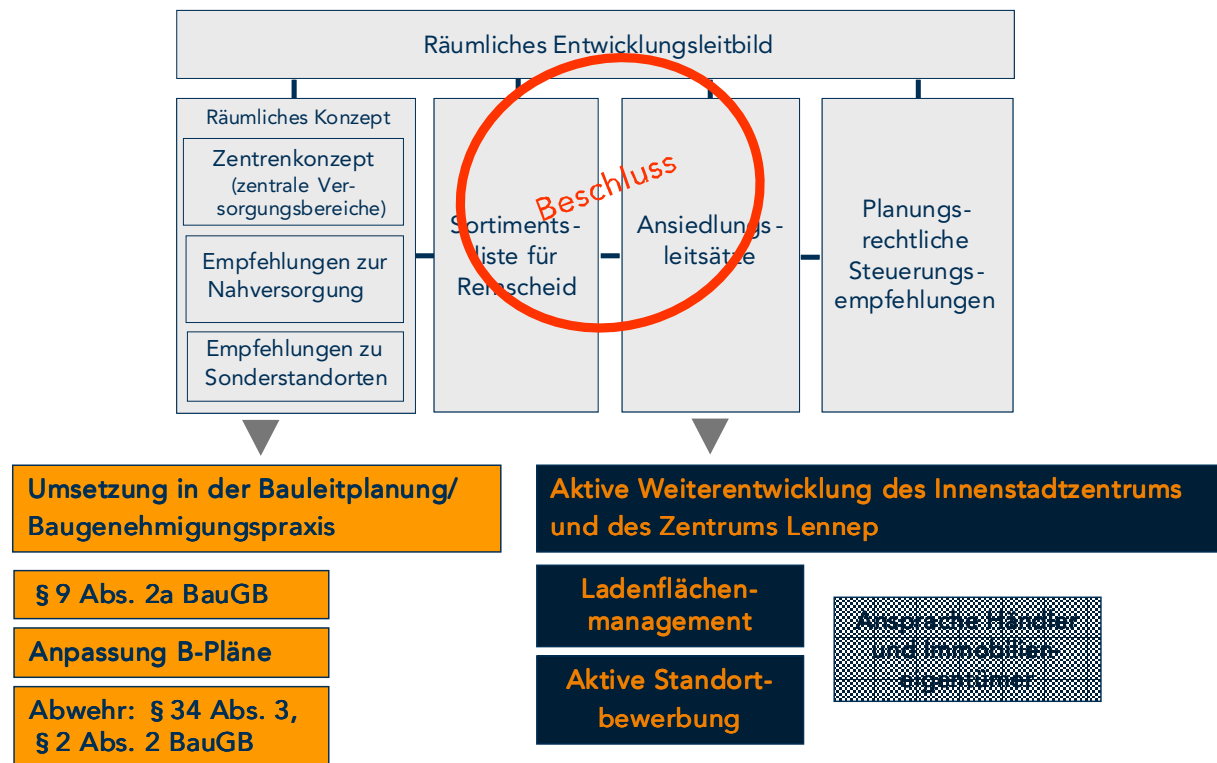 Räumliches Entwicklungsleitbild
Räumliches Konzept
Zentrenkonzept
(zentrale Ver-
sorgungsbereiche)
Empfehlungen zur
Nahversorgung
Empfehlungen zu
Sonderstandorten
Sortiments-
liste für
Remscheid
Beschluss
Ansiedlungs-
leitsätze
Planungs-
rechtliche
Steuerungs-
empfehlungen
Umsetzung in der Bauleitplanung/
Baugenehmigungspraxis
§ 9 Abs. 2a BauGB
Anpassung B-Pläne
Abwehr: § 34 Abs. 3,
§ 2 Abs. 2 BauGB
Aktive Weiterentwicklung des Innenstadtzentrums
und des Zentrums Lennep
Ladenflächen-
management
Aktive Standort-
bewerbung
Ansprache Händler
und Immobilien-
eigentümer